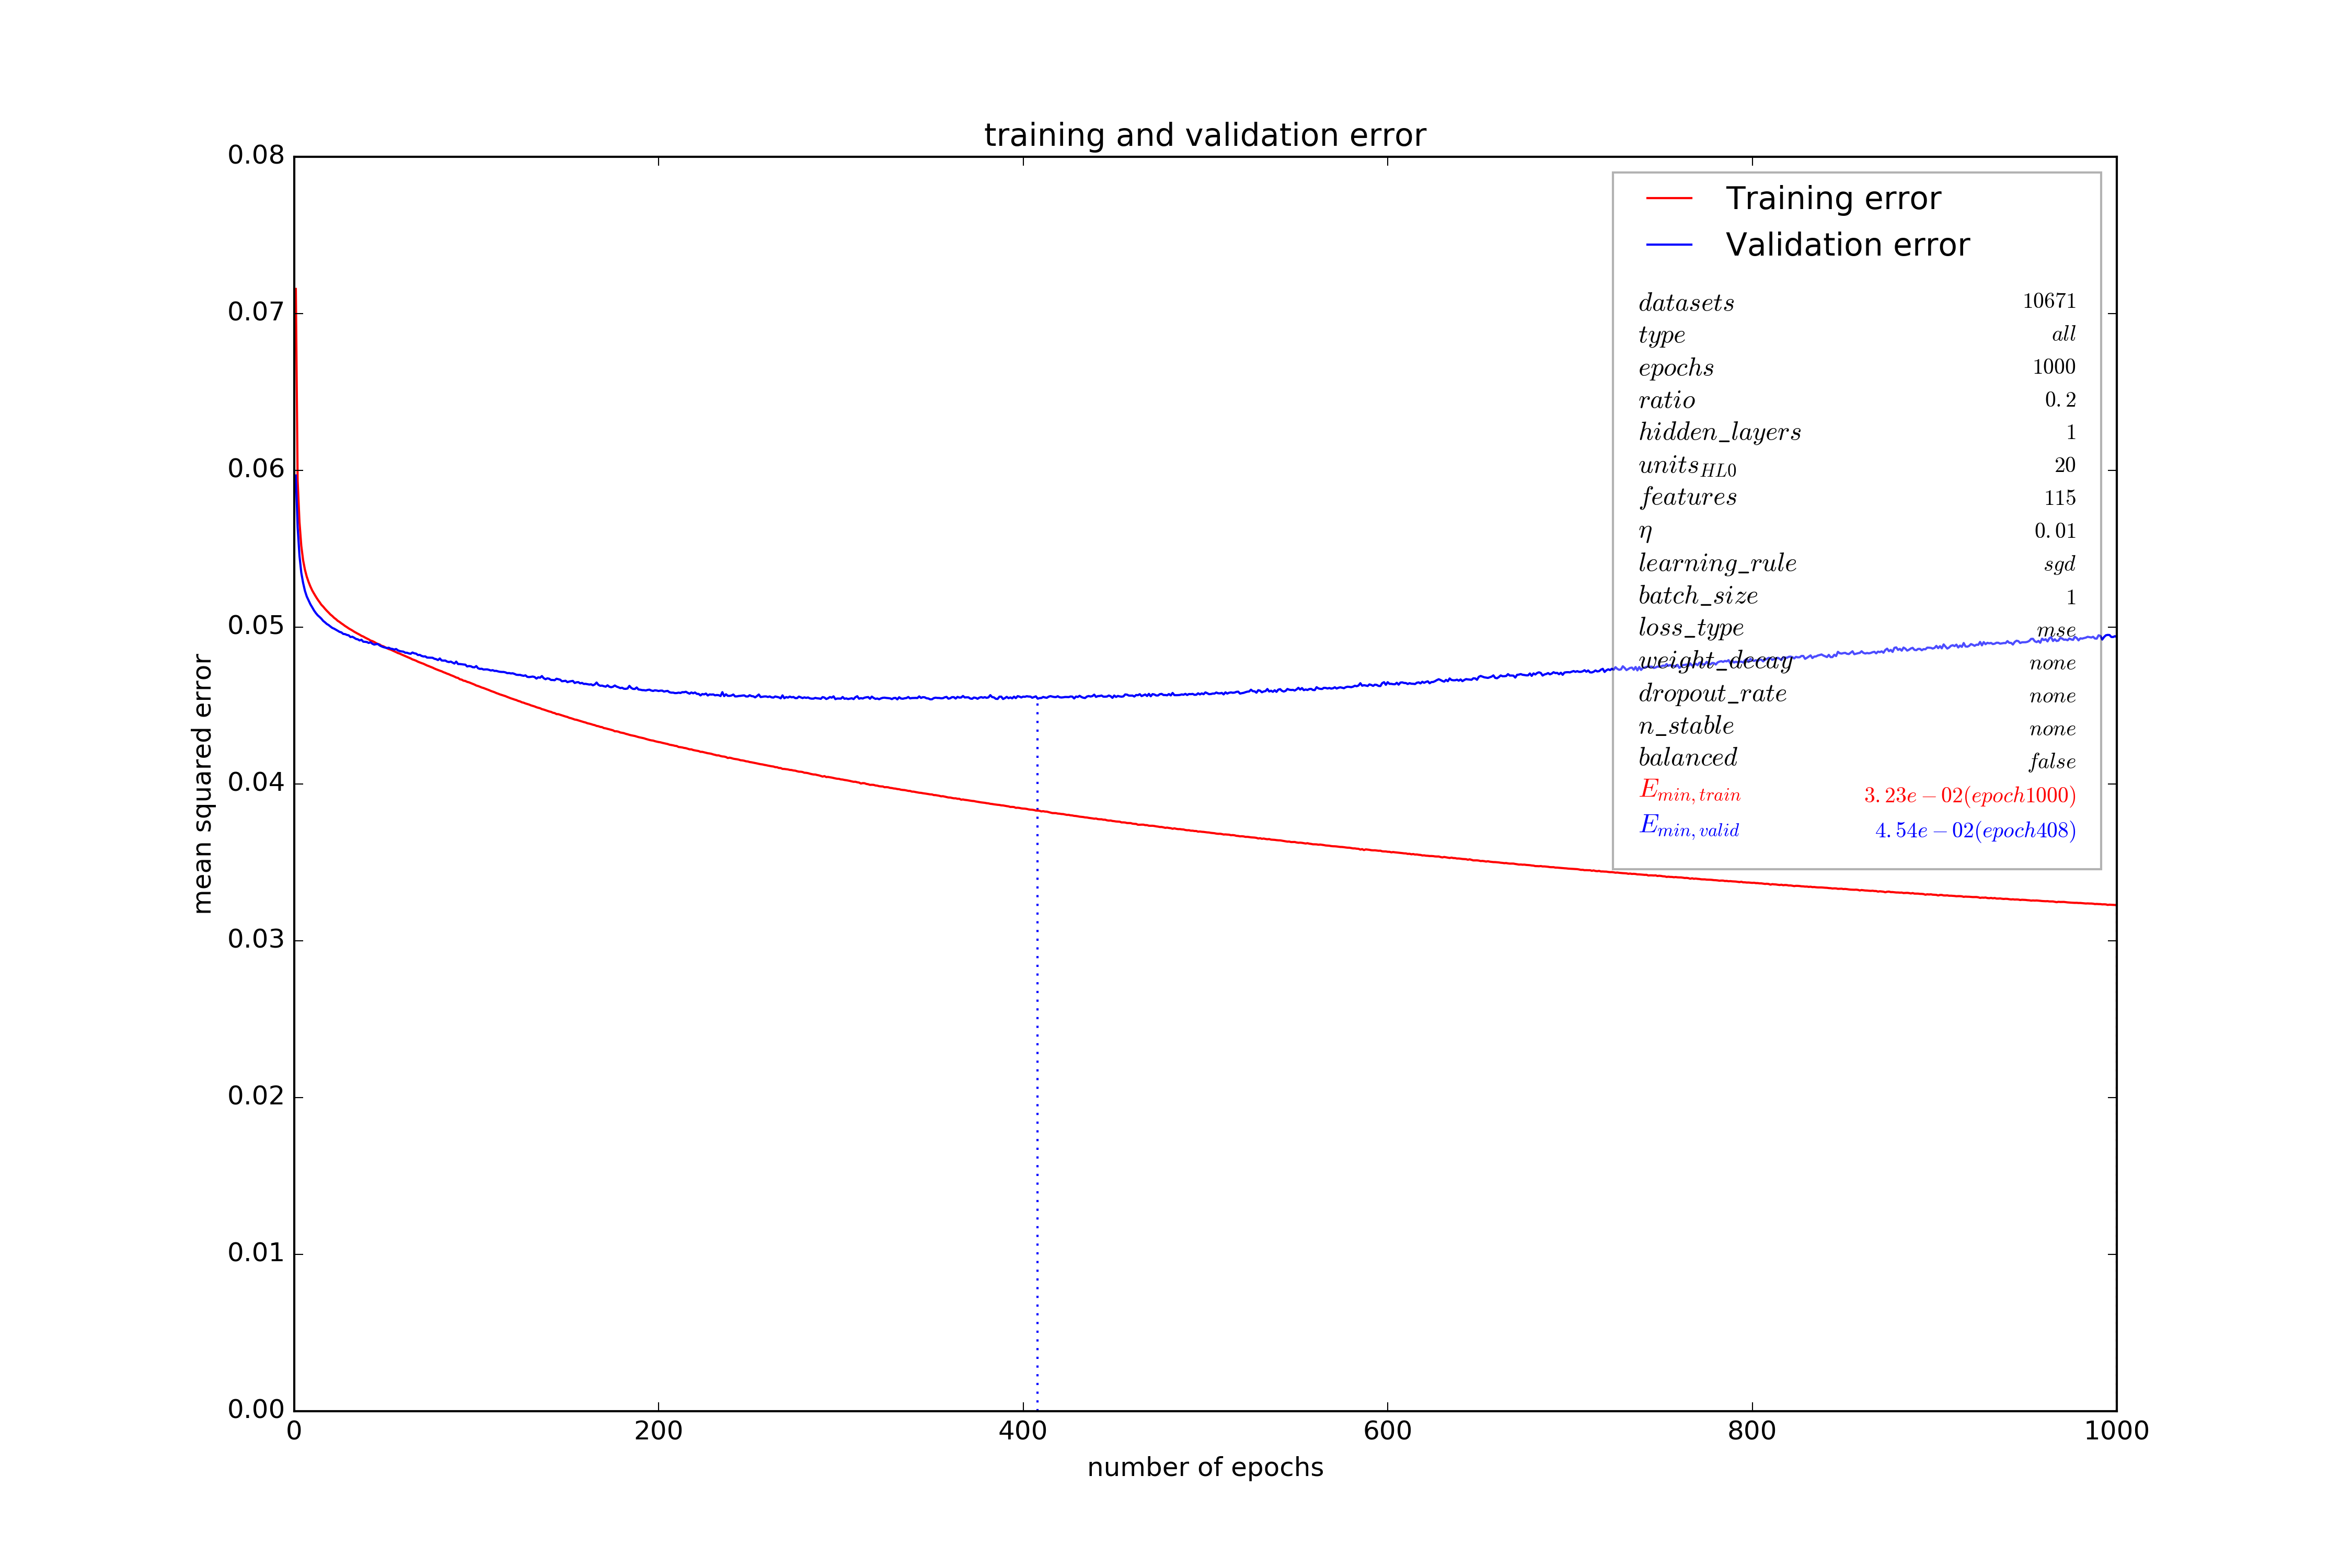 training and validation error
0.08
0.07
0.06
0.05
0.04
0.03
0.02
0.01
0.00
mean squared error
0 200 400 600 800 1000
number of epochs
Training error
Validation error
datasets 10671
type all
epochs 1000
ratio 0.2
hidden_layers 1
units_HL0 20
features 115
η 0.01
learning_rule sgd
batch_size 1
loss_type mse
weight_decay none
dropout_rate none
n_stable none
balanced false
E_min,train 3.23e−02(epoch1000)
E_min,valid 4.54e−02(epoch408)